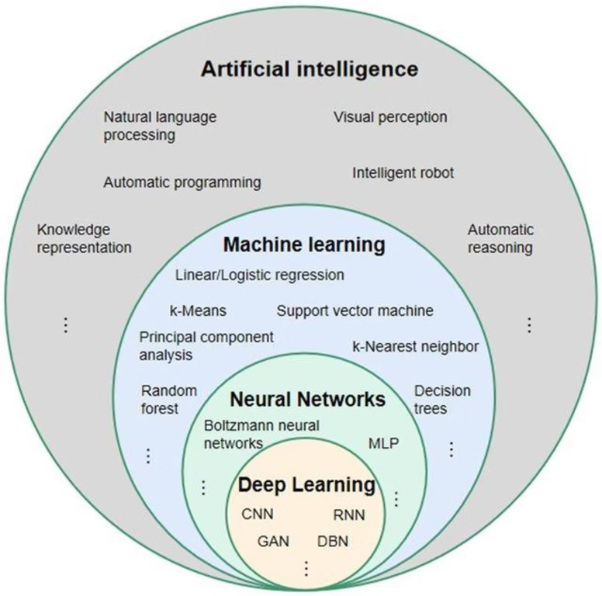 Artificial intelligence
Natural language
processing
Visual perception
Automatic programming
Intelligent robot
Knowledge
representation
Automatic
reasoning
Machine learning
Linear/Logistic regression
k-Means
Support vector machine
Principal component
analysis
k-Nearest neighbor
Random
forest
Decision
trees
Neural Networks
Boltzmann neural
networks
MLP
Deep Learning
CNN
RNN
GAN
DBN